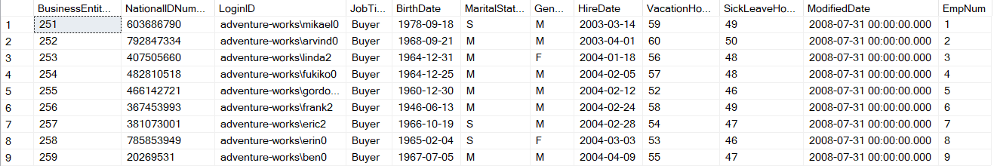 BusinessEntit... NationalIDNum... LoginID JobTi... BirthDate MaritalStat... Gen... HireDate VacationHo... SickLeaveHo... ModifiedDate EmpNum
1 251 603686790 adventure-works\mikael0 Buyer 1978-09-18 S M 2003-03-14 59 49 2008-07-31 00:00:00.000 1
2 252 792847334 adventure-works\arvind0 Buyer 1968-09-21 M M 2003-04-01 60 50 2008-07-31 00:00:00.000 2
3 253 407505660 adventure-works\linda2 Buyer 1964-12-31 M F 2004-01-18 56 48 2008-07-31 00:00:00.000 3
4 254 482810518 adventure-works\fukiko0 Buyer 1964-12-25 M M 2004-02-05 57 48 2008-07-31 00:00:00.000 4
5 255 466142721 adventure-works\gordo... Buyer 1960-12-30 M M 2004-02-12 52 46 2008-07-31 00:00:00.000 5
6 256 367453993 adventure-works\frank2 Buyer 1946-06-13 M M 2004-02-24 58 49 2008-07-31 00:00:00.000 6
7 257 381073001 adventure-works\eric2 Buyer 1966-10-19 S M 2004-02-28 54 47 2008-07-31 00:00:00.000 7
8 258 785853949 adventure-works\erin0 Buyer 1965-02-04 S F 2004-03-03 53 46 2008-07-31 00:00:00.000 8
9 259 20269531 adventure-works\ben0 Buyer 1967-07-05 M M 2004-04-09 55 47 2008-07-31 00:00:00.000 9